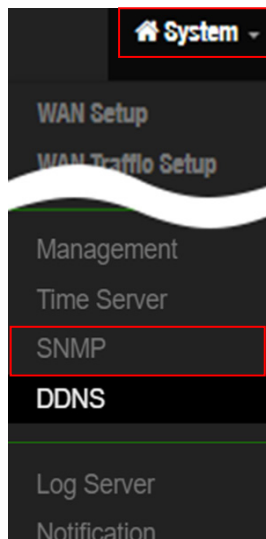 System
WAN Setup
WAN Traffic Setup
Management
Time Server
SNMP
DDNS
Log Server
Notification